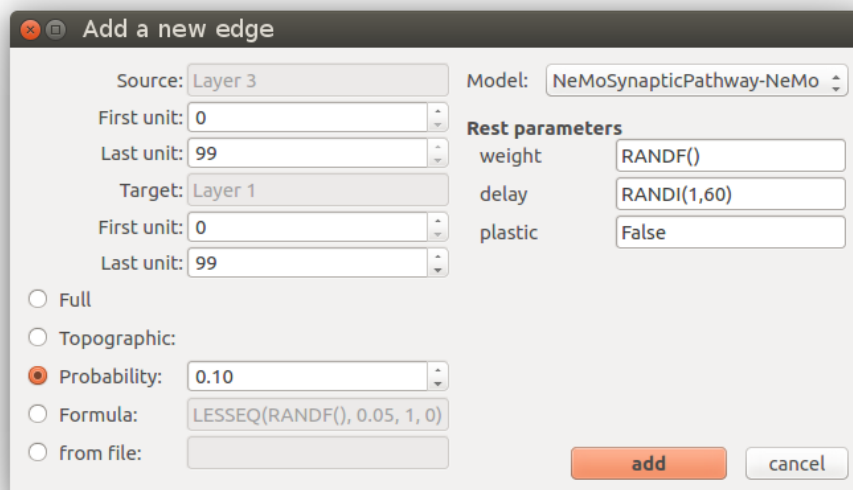 Add a new edge
Source: Layer 3
First unit: 0
Last unit: 99
Target: Layer 1
First unit: 0
Last unit: 99
Full
Topographic:
Probability: 0.10
Formula: LESSEQ(RANDF(), 0.05, 1, 0)
from file:
Model: NeMoSynapticPathway-NeMo
Rest parameters
weight RANDF()
delay RANDI(1,60)
plastic False
add cancel